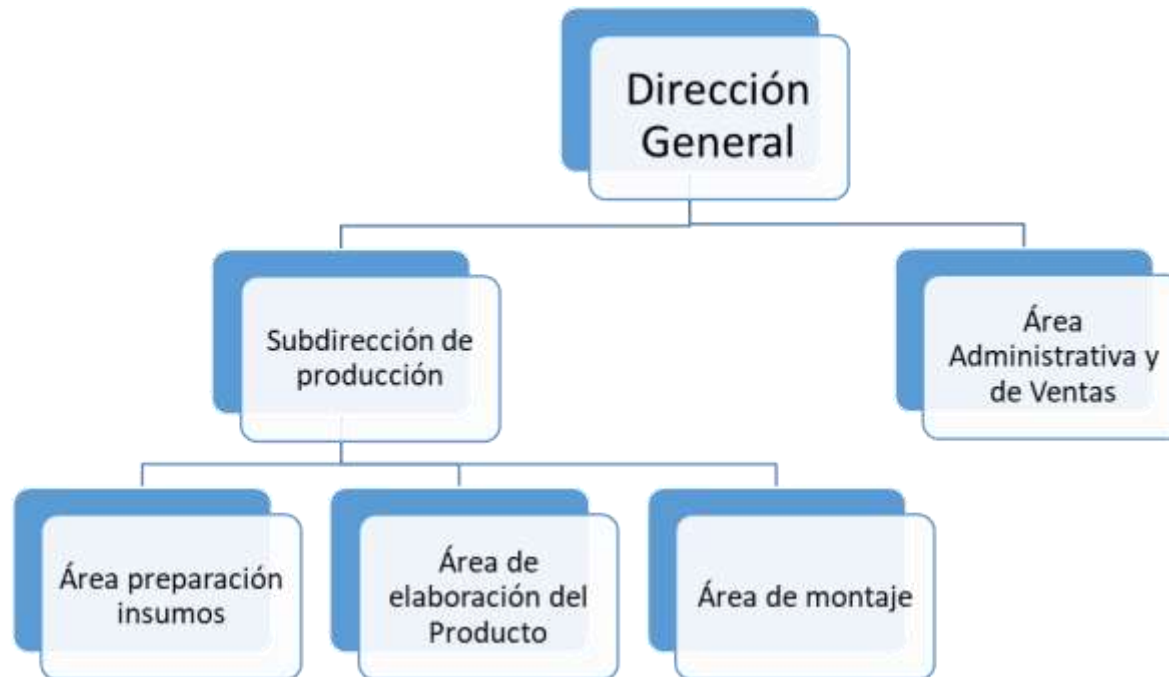 Dirección
General
Subdirección de
producción
Área
Administrativa y
de Ventas
Área preparación
insumos
Área de
elaboración del
Producto
Área de montaje